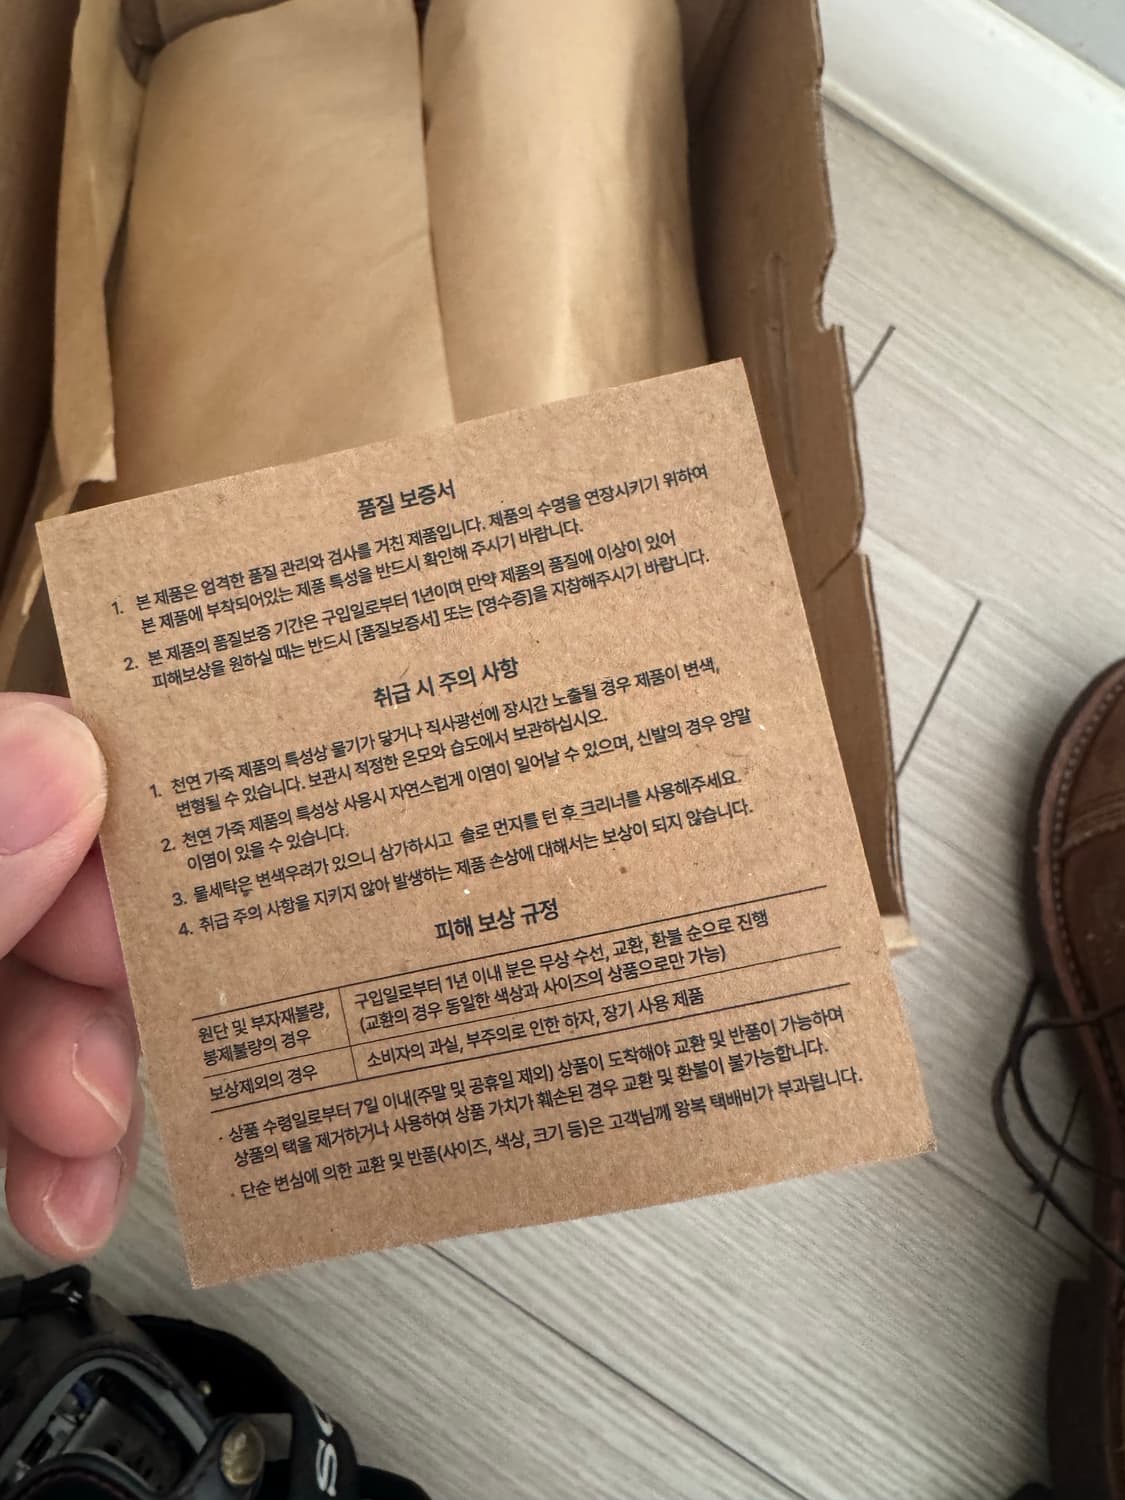 품질 보증서
1. 본 제품은 엄격한 품질 관리와 검사를 거친 제품입니다. 제품의 수명을 연장시키기 위하여
본 제품에 부착되어있는 제품 특성을 반드시 확인해 주시기 바랍니다.
2. 본 제품의 품질보증 기간은 구입일로부터 1년이며 만약 제품의 품질에 이상이 있어
피해보상을 원하실 때는 반드시 [품질보증서] 또는 [영수증]을 지참해주시기 바랍니다.
취급 시 주의 사항
1. 천연 가죽 제품의 특성상 물기가 닿거나 직사광선에 장시간 노출될 경우 제품이 변색,
변형될 수 있습니다. 보관시 적정한 온모와 습도에서 보관하십시오.
2. 천연 가죽 제품의 특성상 사용시 자연스럽게 이염이 일어날 수 있으며, 신발의 경우 양말
이염이 있을 수 있습니다.
3. 물세탁은 변색우려가 있으니 삼가하시고 솔로 먼지를 턴 후 크리너를 사용해주세요.
4. 취급 주의 사항을 지키지 않아 발생하는 제품 손상에 대해서는 보상이 되지 않습니다.
피해 보상 규정
원단 및 부자재불량,
봉제불량의 경우
구입일로부터 1년 이내 분은 무상 수선, 교환, 환불 순으로 진행
(교환의 경우 동일한 색상과 사이즈의 상품으로만 가능)
보상제외의 경우
소비자의 과실, 부주의로 인한 하자, 장기 사용 제품
· 상품 수령일로부터 7일 이내(주말 및 공휴일 제외) 상품이 도착해야 교환 및 반품이 가능하며
상품의 택을 제거하거나 사용하여 상품 가치가 훼손된 경우 교환 및 환불이 불가능합니다.
· 단순 변심에 의한 교환 및 반품(사이즈, 색상, 크기 등)은 고객님께 왕복 택배비가 부과됩니다.